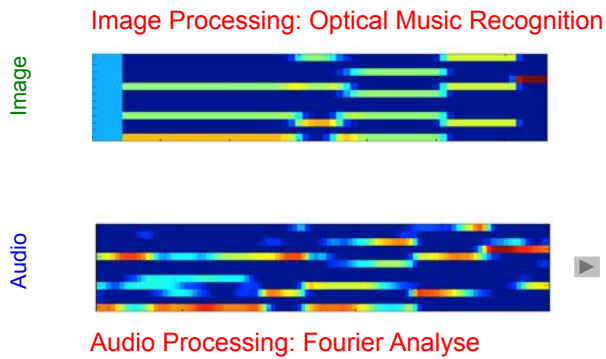 Image Processing: Optical Music Recognition
Image
Audio
Audio Processing: Fourier Analyse